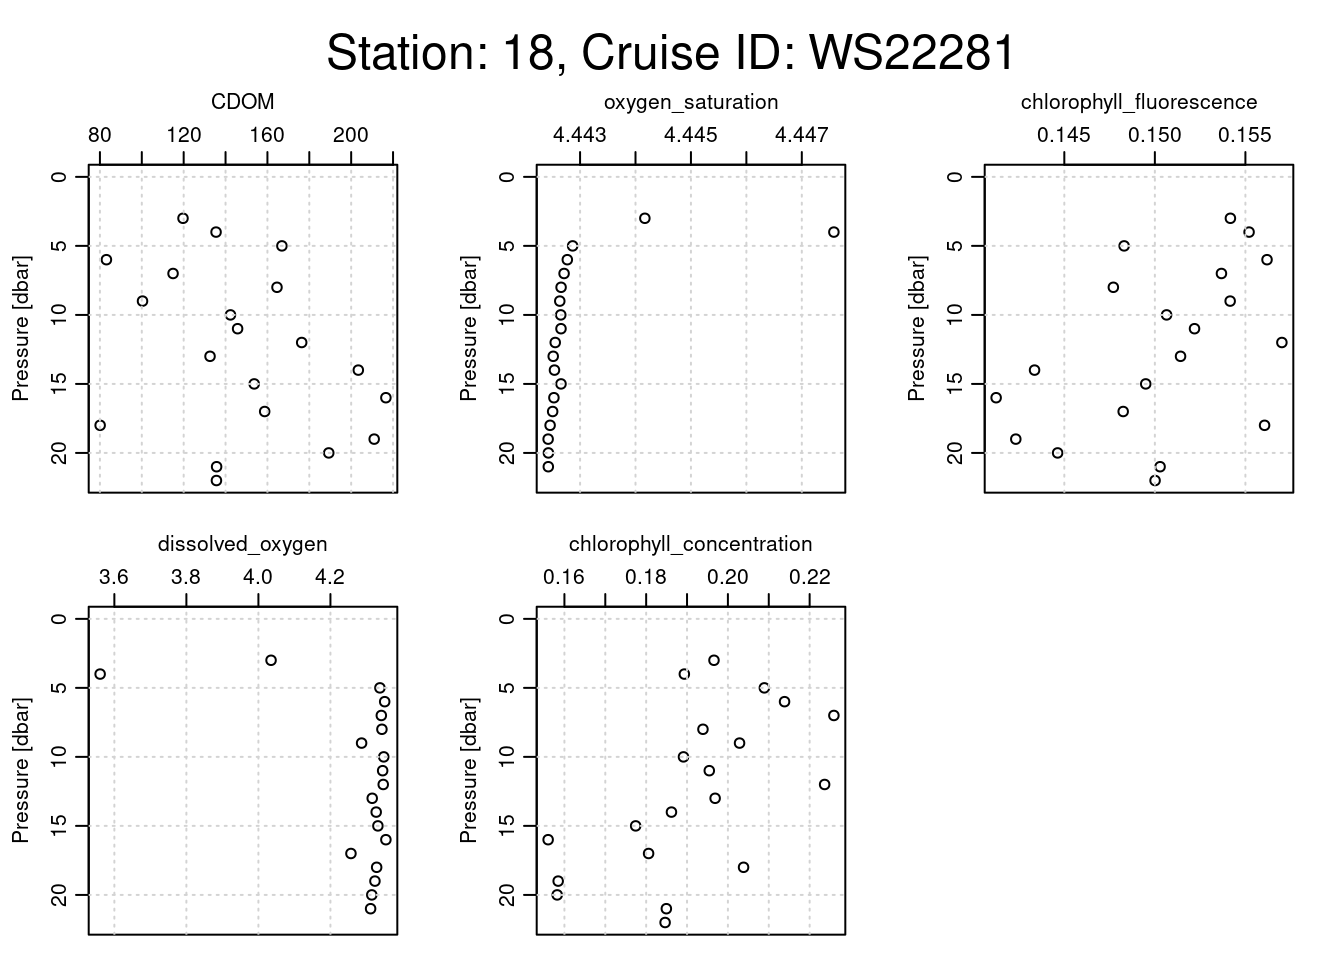 Station: 18, Cruise ID: WS22281
CDOM
80 120 160 200
0
5
10
15
20
Pressure [dbar]
oxygen_saturation
4.443 4.445 4.447
0
5
10
15
20
Pressure [dbar]
chlorophyll_fluorescence
0.145 0.150 0.155
0
5
10
15
20
Pressure [dbar]
dissolved_oxygen
3.6 3.8 4.0 4.2
0
5
10
15
20
Pressure [dbar]
chlorophyll_concentration
0.16 0.18 0.20 0.22
0
5
10
15
20
Pressure [dbar]